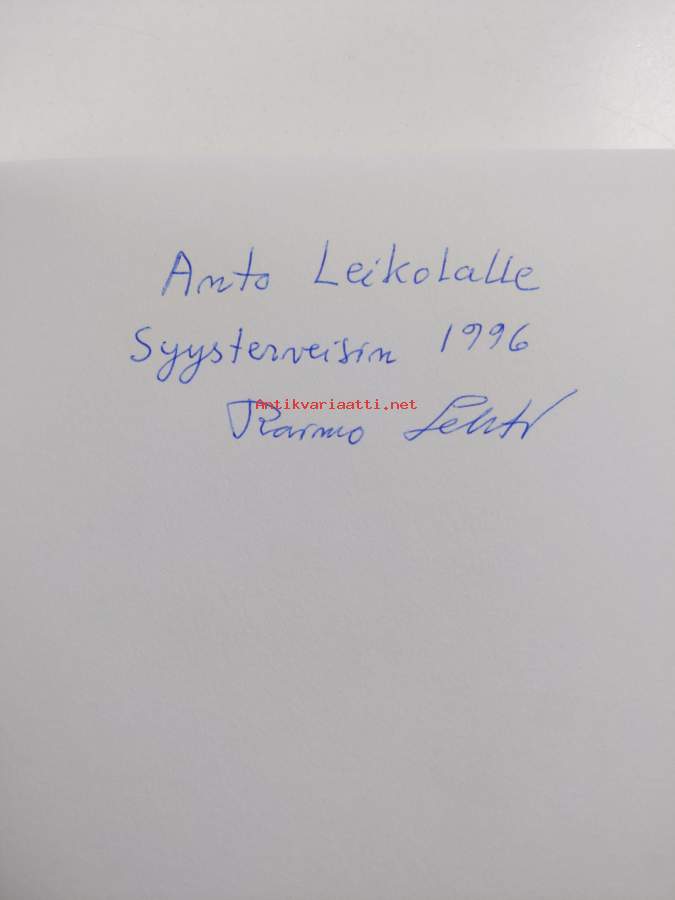 Anto Leikolalle
Syysterveisin 1996
Antikvariaatti.net
Raimo Lehti